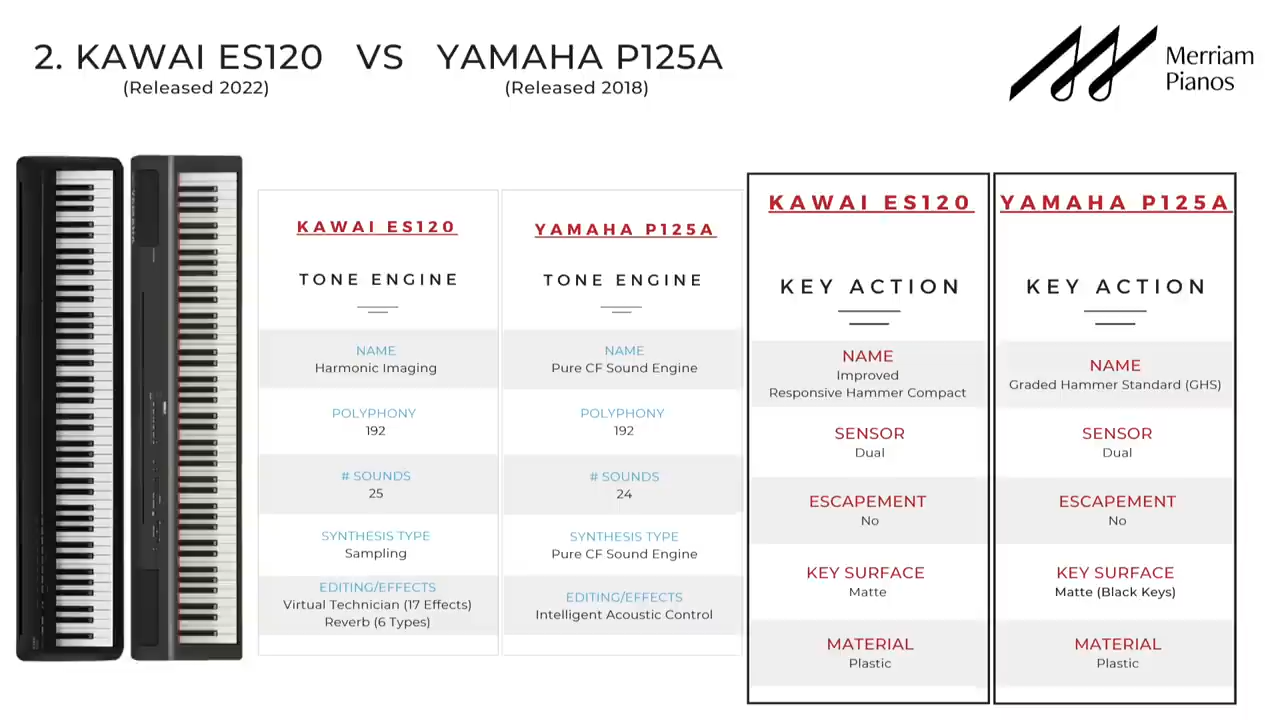 2. KAWAI ES120 VS YAMAHA P125A
(Released 2022) (Released 2018)
Merriam
Pianos
KAWAI ES120
TONE ENGINE
NAME
Harmonic Imaging
POLYPHONY
192
# SOUNDS
25
SYNTHESIS TYPE
Sampling
EDITING/EFFECTS
Virtual Technician (17 Effects)
Reverb (6 Types)
YAMAHA P125A
TONE ENGINE
NAME
Pure CF Sound Engine
POLYPHONY
192
# SOUNDS
24
SYNTHESIS TYPE
Pure CF Sound Engine
EDITING/EFFECTS
Intelligent Acoustic Control
KAWAI ES120
KEY ACTION
NAME
Improved
Responsive Hammer Compact
SENSOR
Dual
ESCAPEMENT
No
KEY SURFACE
Matte
MATERIAL
Plastic
YAMAHA P125A
KEY ACTION
NAME
Graded Hammer Standard (GHS)
SENSOR
Dual
ESCAPEMENT
No
KEY SURFACE
Matte (Black Keys)
MATERIAL
Plastic